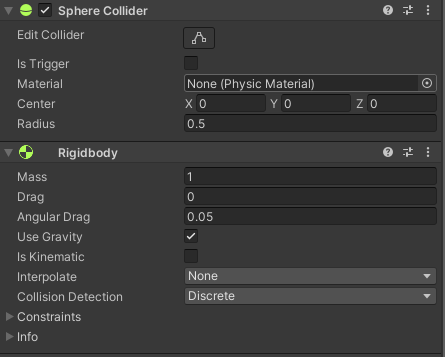 Sphere Collider
Edit Collider
Is Trigger
Material None (Physic Material)
Center X 0 Y 0 Z 0
Radius 0.5
Rigidbody
Mass 1
Drag 0
Angular Drag 0.05
Use Gravity
Is Kinematic
Interpolate None
Collision Detection Discrete
Constraints
Info